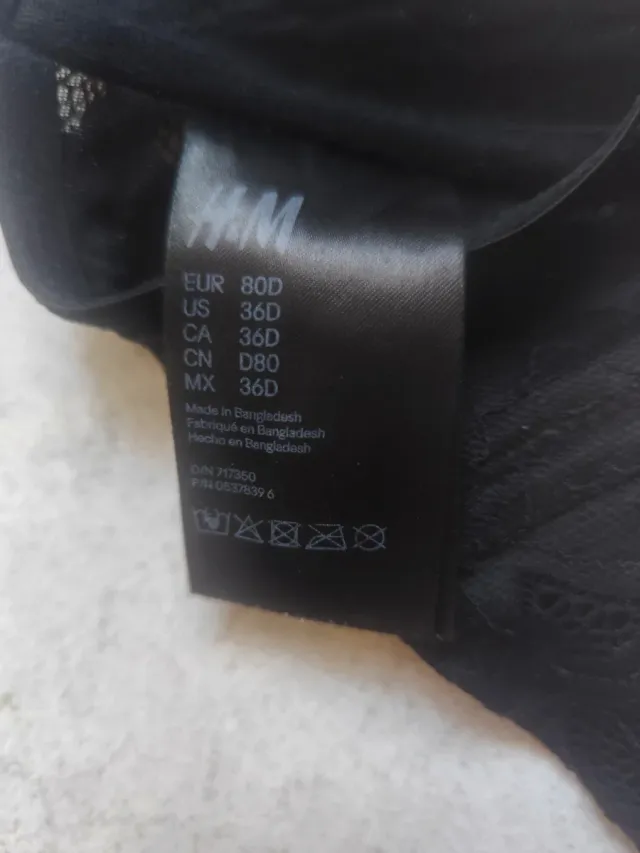 H&M
EUR 80D
US 36D
CA 36D
CN D80
MX 36D
Made in Bangladesh
Fabriqué en Bangladesh
Hecho en Bangladesh
O/N 717350
P/N 0537839 6